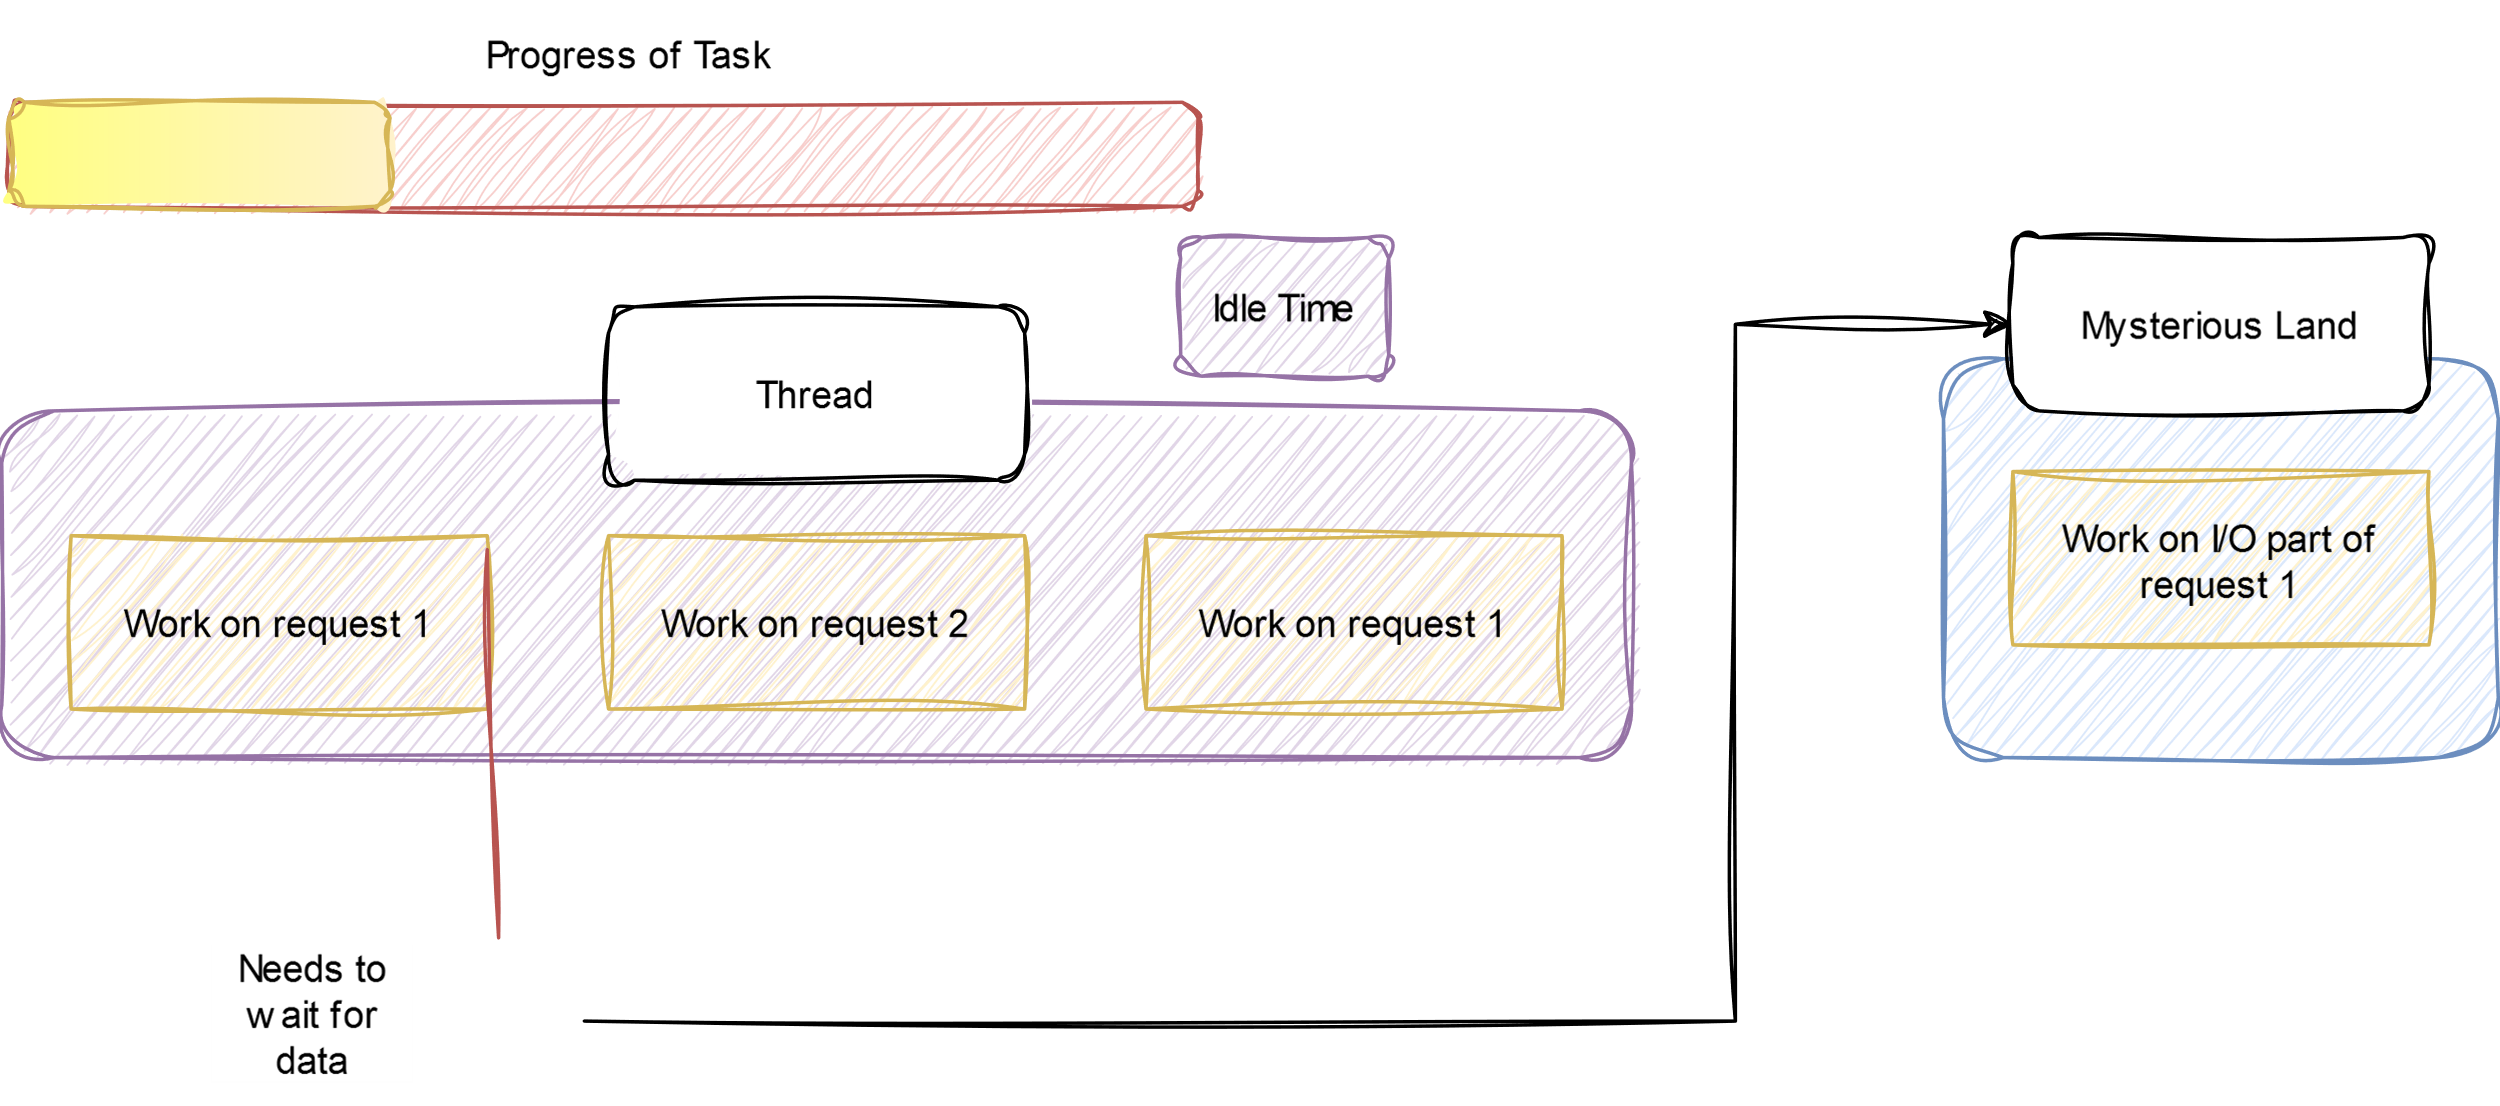 Progress of Task
Idle Time
Mysterious Land
Thread
Work on I/O part of
request 1
Work on request 1
Work on request 2
Work on request 1
Needs to
wait for
data